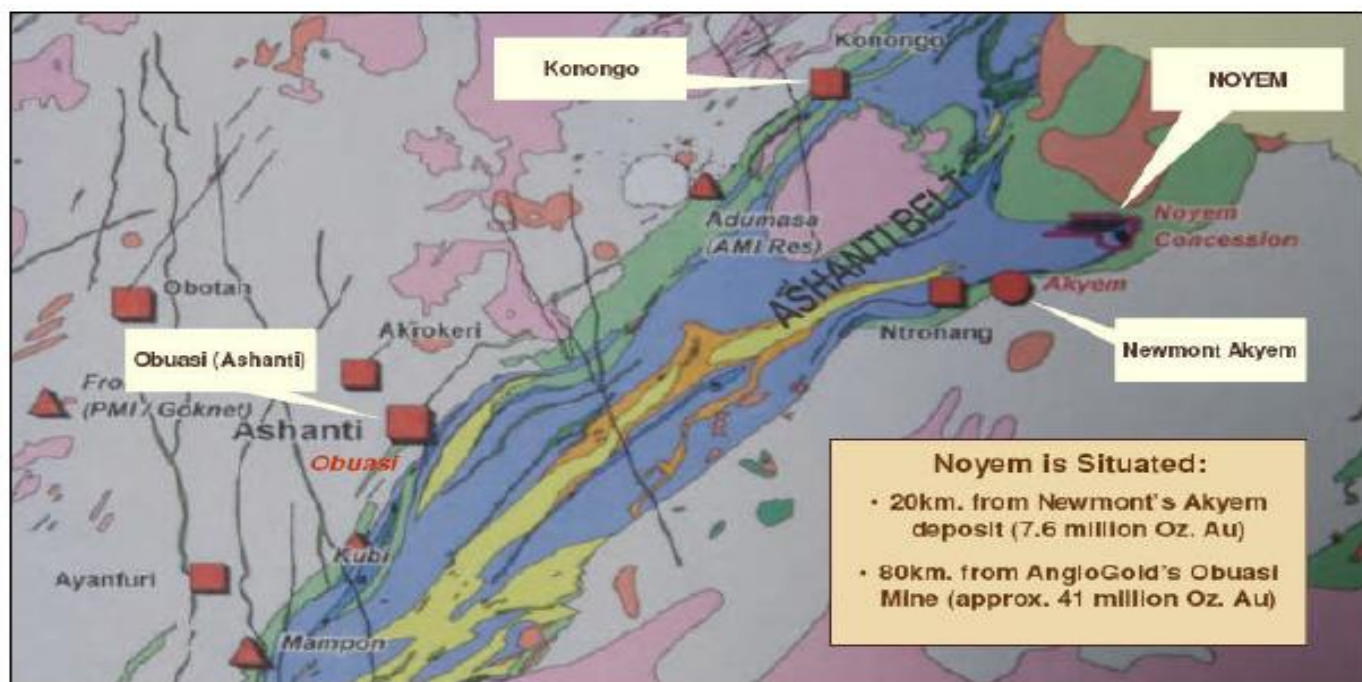 Konongo
Konongo
NOYEM
Adumasa
(AMI Res)
ASHANTI BELT
Noyem
Concession
Obotan
Akrokeri
Akyem
Ntronang
Obuasi (Ashanti)
Newmont Akyem
(PMI / Goknet)
Ashanti
Obuasi
Noyem is Situated:
• 20km. from Newmont's Akyem
deposit (7.6 million Oz. Au)
• 80km. from AngloGold's Obuasi
Mine (approx. 41 million Oz. Au)
Kubi
Ayanfuri
Mampon